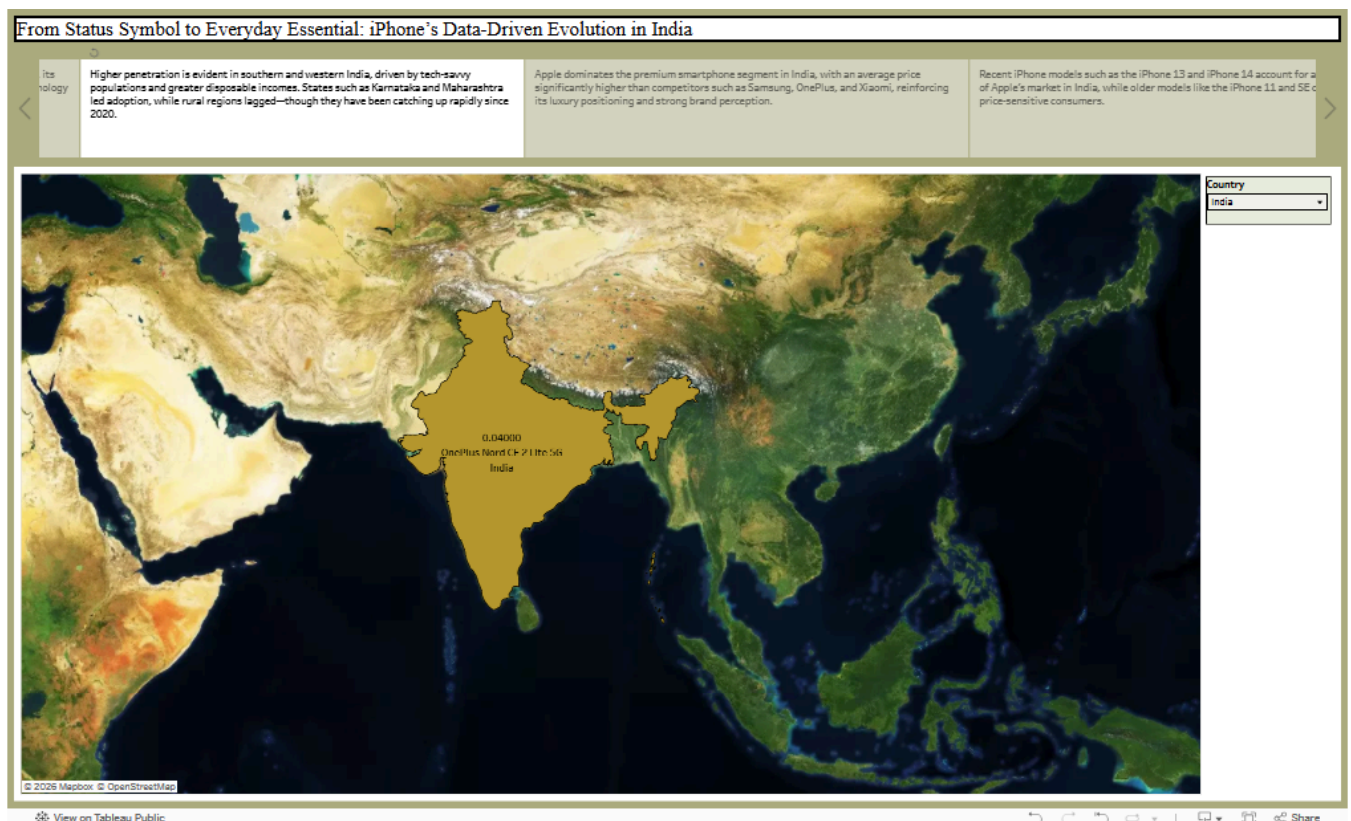 From Status Symbol to Everyday Essential: iPhone’s Data-Driven Evolution in India
its
Higher penetration is evident in southern and western India, driven by tech-savvy
populations and greater disposable incomes. States such as Karnataka and Maharashtra
led adoption, while rural regions lagged—though they have been catching up rapidly since
2020.
Apple dominates the premium smartphone segment in India, with an average price
significantly higher than competitors such as Samsung, OnePlus, and Xiaomi, reinforcing
its luxury positioning and strong brand perception.
Recent iPhone models such as the iPhone 13 and iPhone 14 account for a
of Apple's market in India, while older models like the iPhone 11 and SE
price-sensitive consumers.
Country
India
0.04000
OnePlus Nord CE 2 Lite 5G
India
© 2026 Mapbox © OpenStreetMap
View on Tableau Public
Share